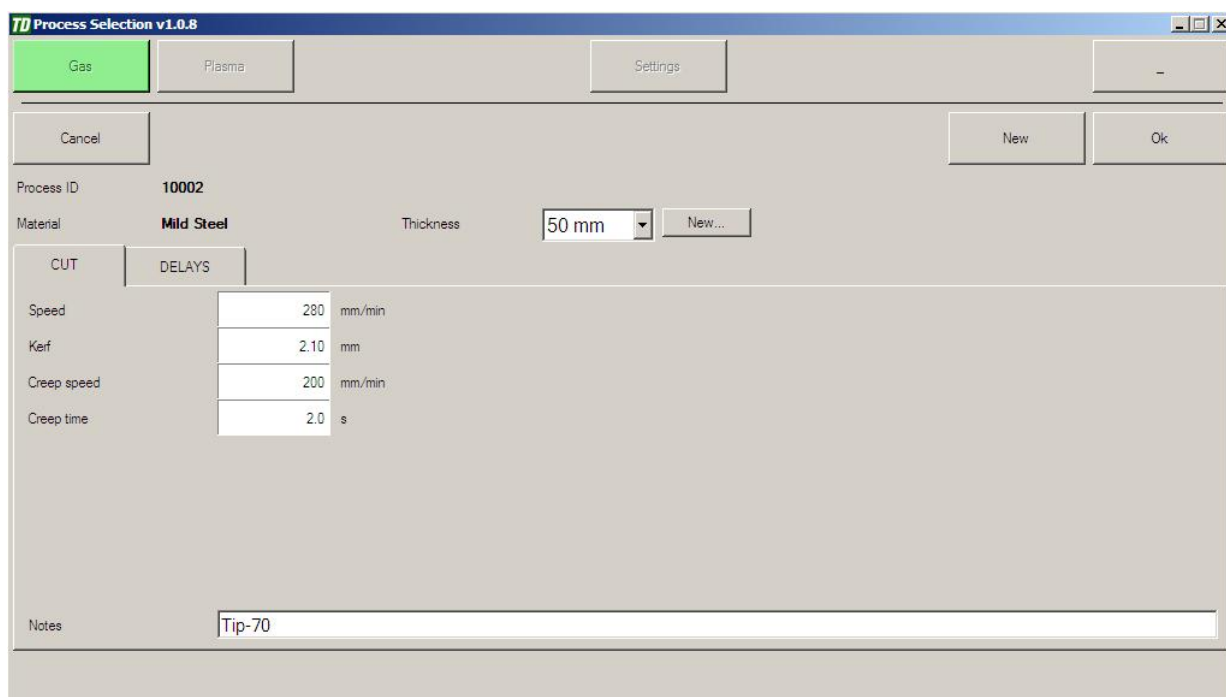 TD Process Selection v1.0.8
Gas Plasma Settings _
Cancel New Ok
Process ID 10002
Material Mild Steel Thickness 50 mm New...
CUT DELAYS
Speed 280 mm/min
Kerf 2.10 mm
Creep speed 200 mm/min
Creep time 2.0 s
Notes Tip-70